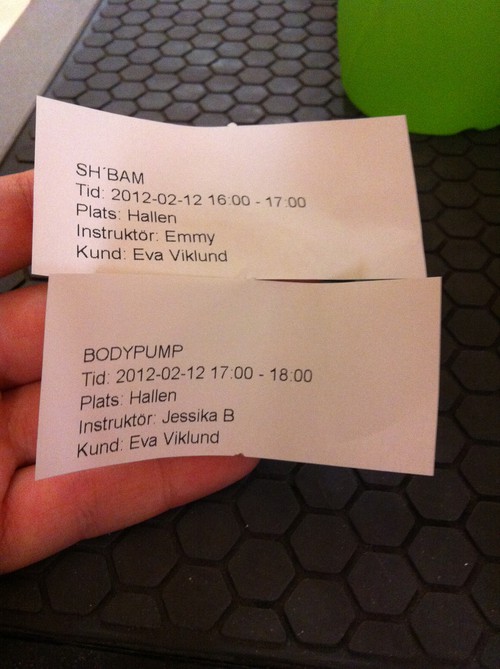 SH´BAM
Tid: 2012-02-12 16:00 - 17:00
Plats: Hallen
Instruktör: Emmy
Kund: Eva Viklund
BODYPUMP
Tid: 2012-02-12 17:00 - 18:00
Plats: Hallen
Instruktör: Jessika B
Kund: Eva Viklund